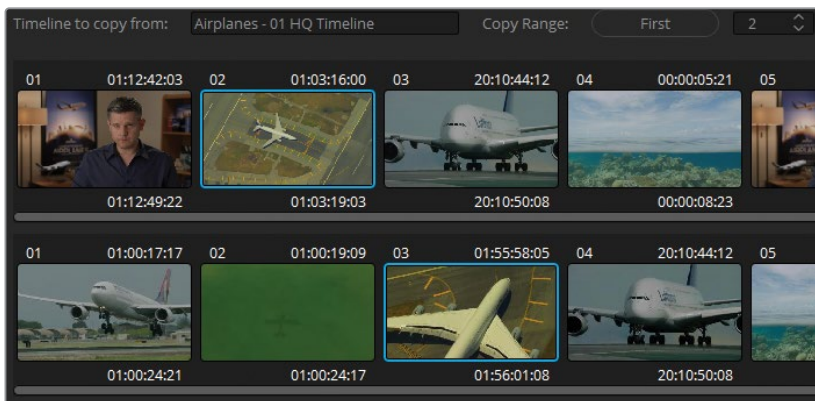 Timeline to copy from: Airplanes - 01 HQ Timeline Copy Range: First 2
01 01:12:42:03 02 01:03:16:00 03 20:10:44:12 04 00:00:05:21 05
01:12:49:22 01:03:19:03 20:10:50:08 00:00:08:23
01 01:00:17:17 02 01:00:19:09 03 01:55:58:05 04 20:10:44:12 05
01:00:24:21 01:00:24:17 01:56:01:08 20:10:50:08